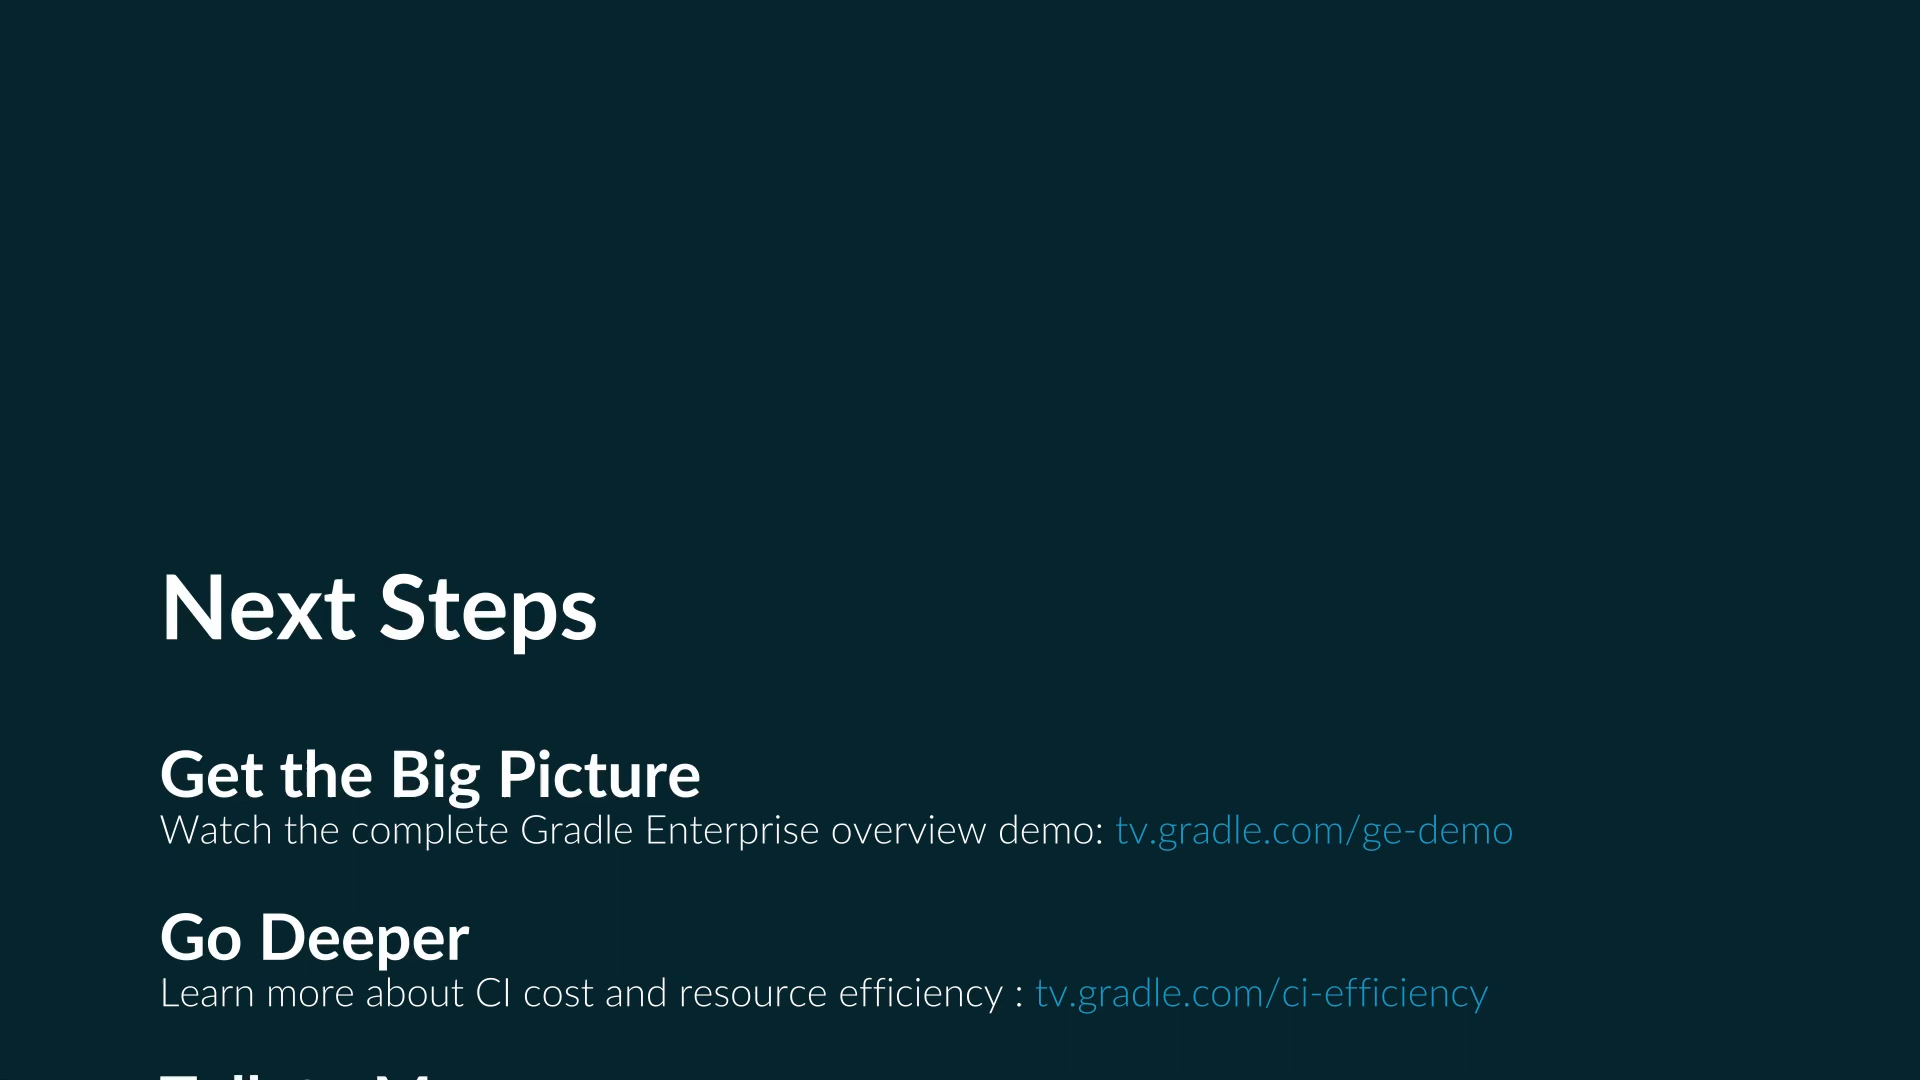 Next Steps
Get the Big Picture
Watch the complete Gradle Enterprise overview demo: tv.gradle.com/ge-demo
Go Deeper
Learn more about CI cost and resource efficiency : tv.gradle.com/ci-efficiency